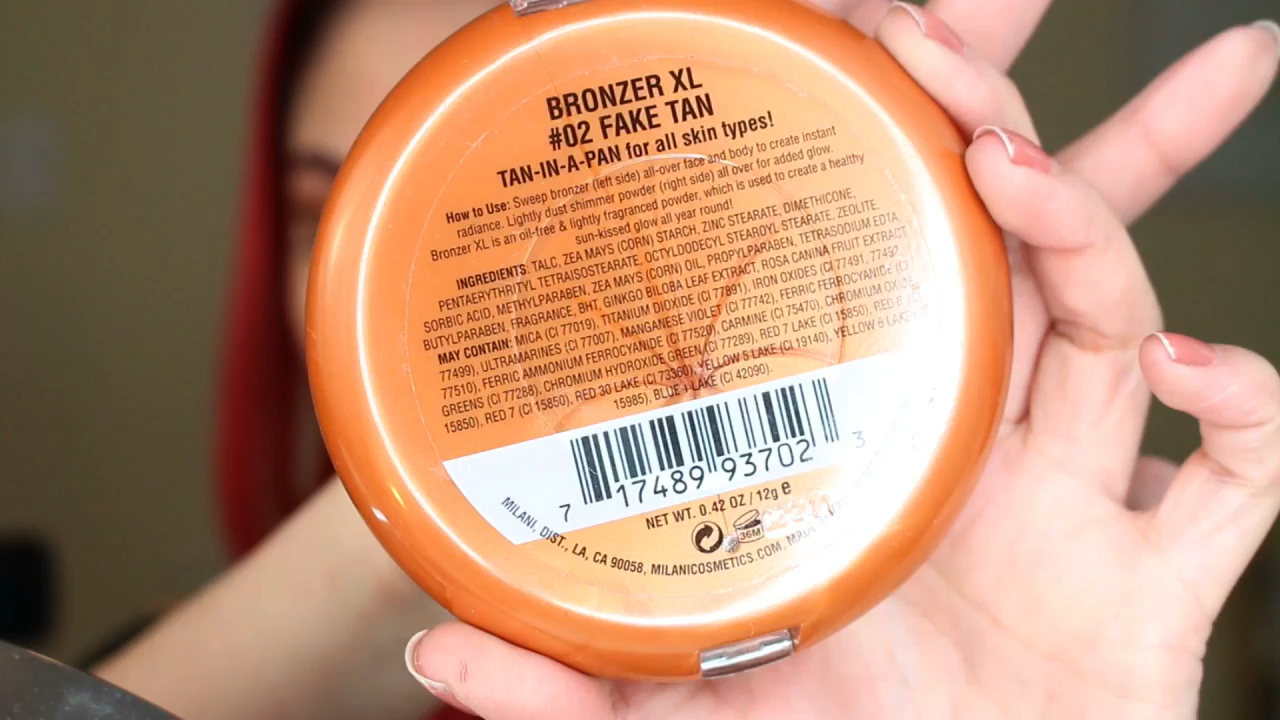 BRONZER XL
#02 FAKE TAN
TAN-IN-A-PAN for all skin types!
How to Use: Sweep bronzer (left side) all-over face and body to create instant
radiance. Lightly dust shimmer powder (right side) all over for added glow.
Bronzer XL is an oil-free & lightly fragranced powder, which is used to create a healthy
sun-kissed glow all year round!
INGREDIENTS: TALC, ZEA MAYS (CORN) STARCH, ZINC STEARATE, DIMETHICONE,
PENTAERYTHRITYL TETRAISOSTEARATE, OCTYLDODECYL STEAROYL STEARATE, ZEOLITE,
SORBIC ACID, METHYLPARABEN, ZEA MAYS (CORN) OIL, PROPYLPARABEN, TETRASODIUM EDTA,
BUTYLPARABEN, FRAGRANCE, BHT, GINKGO BILOBA LEAF EXTRACT, ROSA CANINA FRUIT EXTRACT.
MAY CONTAIN: MICA (CI 77019), TITANIUM DIOXIDE (CI 77891), IRON OXIDES (CI 77491, 77492,
77499), ULTRAMARINES (CI 77007), MANGANESE VIOLET (CI 77742), FERRIC FERROCYANIDE (CI
77510), FERRIC AMMONIUM FERROCYANIDE (CI 77520), CARMINE (CI 75470), CHROMIUM OXIDE
GREENS (CI 77288), CHROMIUM HYDROXIDE GREEN (CI 77289), RED 7 LAKE (CI 15850), RED 6 (CI
15850), RED 7 (CI 15850), RED 30 LAKE (CI 73360), YELLOW 5 LAKE (CI 19140), YELLOW 6 LAKE
15985), BLUE 1 LAKE (CI 42090).
7 17489 93702 3
NET WT. 0.42 OZ / 12g e
36M
MILANI, DIST., LA, CA 90058, MILANICOSMETICS.COM,